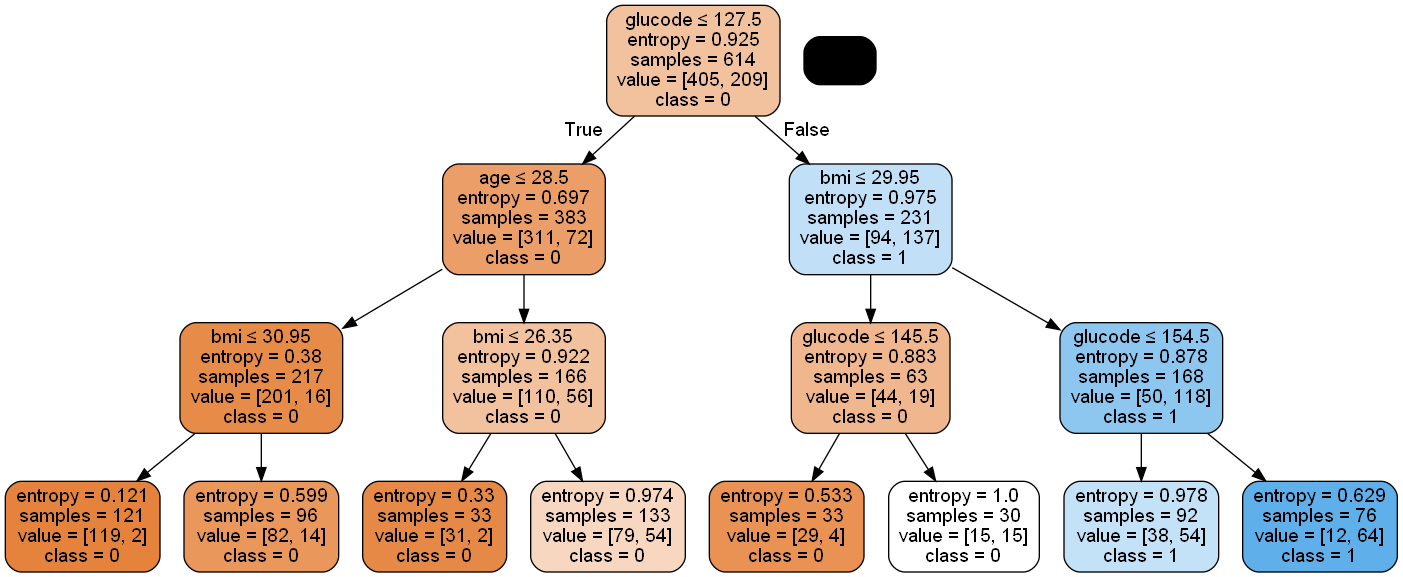 glucode ≤ 127.5
entropy = 0.925
samples = 614
value = [405, 209]
class = 0
True
False
age ≤ 28.5
entropy = 0.697
samples = 383
value = [311, 72]
class = 0
bmi ≤ 29.95
entropy = 0.975
samples = 231
value = [94, 137]
class = 1
bmi ≤ 30.95
entropy = 0.38
samples = 217
value = [201, 16]
class = 0
bmi ≤ 26.35
entropy = 0.922
samples = 166
value = [110, 56]
class = 0
glucode ≤ 145.5
entropy = 0.883
samples = 63
value = [44, 19]
class = 0
glucode ≤ 154.5
entropy = 0.878
samples = 168
value = [50, 118]
class = 1
entropy = 0.121
samples = 121
value = [119, 2]
class = 0
entropy = 0.599
samples = 96
value = [82, 14]
class = 0
entropy = 0.33
samples = 33
value = [31, 2]
class = 0
entropy = 0.974
samples = 133
value = [79, 54]
class = 0
entropy = 0.533
samples = 33
value = [29, 4]
class = 0
entropy = 1.0
samples = 30
value = [15, 15]
class = 0
entropy = 0.978
samples = 92
value = [38, 54]
class = 1
entropy = 0.629
samples = 76
value = [12, 64]
class = 1